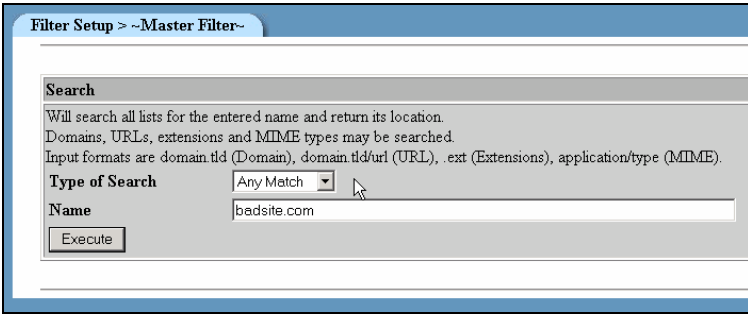 Filter Setup > ~Master Filter~
Search
Will search all lists for the entered name and return its location.
Domains, URLs, extensions and MIME types may be searched.
Input formats are domain.tld (Domain), domain.tld/url (URL), .ext (Extensions), application/type (MIME).
Type of Search Any Match
Name badsite.com
Execute